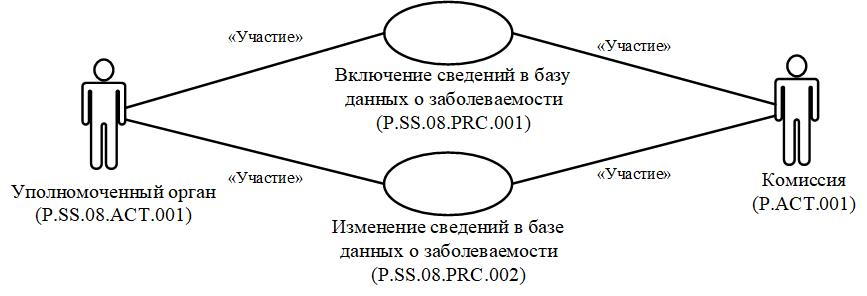 «Участие»
«Участие»
Включение сведений в базу
данных о заболеваемости
(P.SS.08.PRC.001)
Уполномоченный орган
(P.SS.08.ACT.001)
«Участие»
«Участие»
Комиссия
(P.ACT.001)
Изменение сведений в базе
данных о заболеваемости
(P.SS.08.PRC.002)